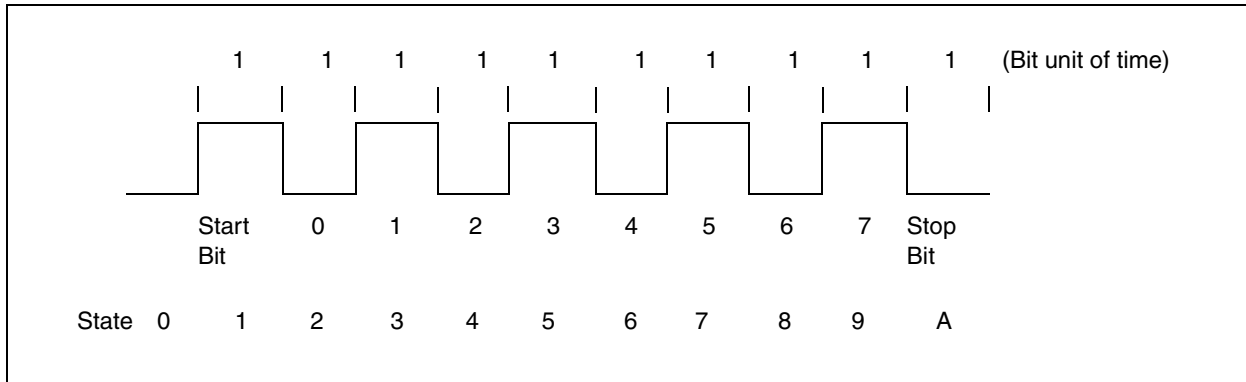 1 1 1 1 1 1 1 1 1 1 (Bit unit of time)
Start Bit 0 1 2 3 4 5 6 7 Stop Bit
State 0 1 2 3 4 5 6 7 8 9 A